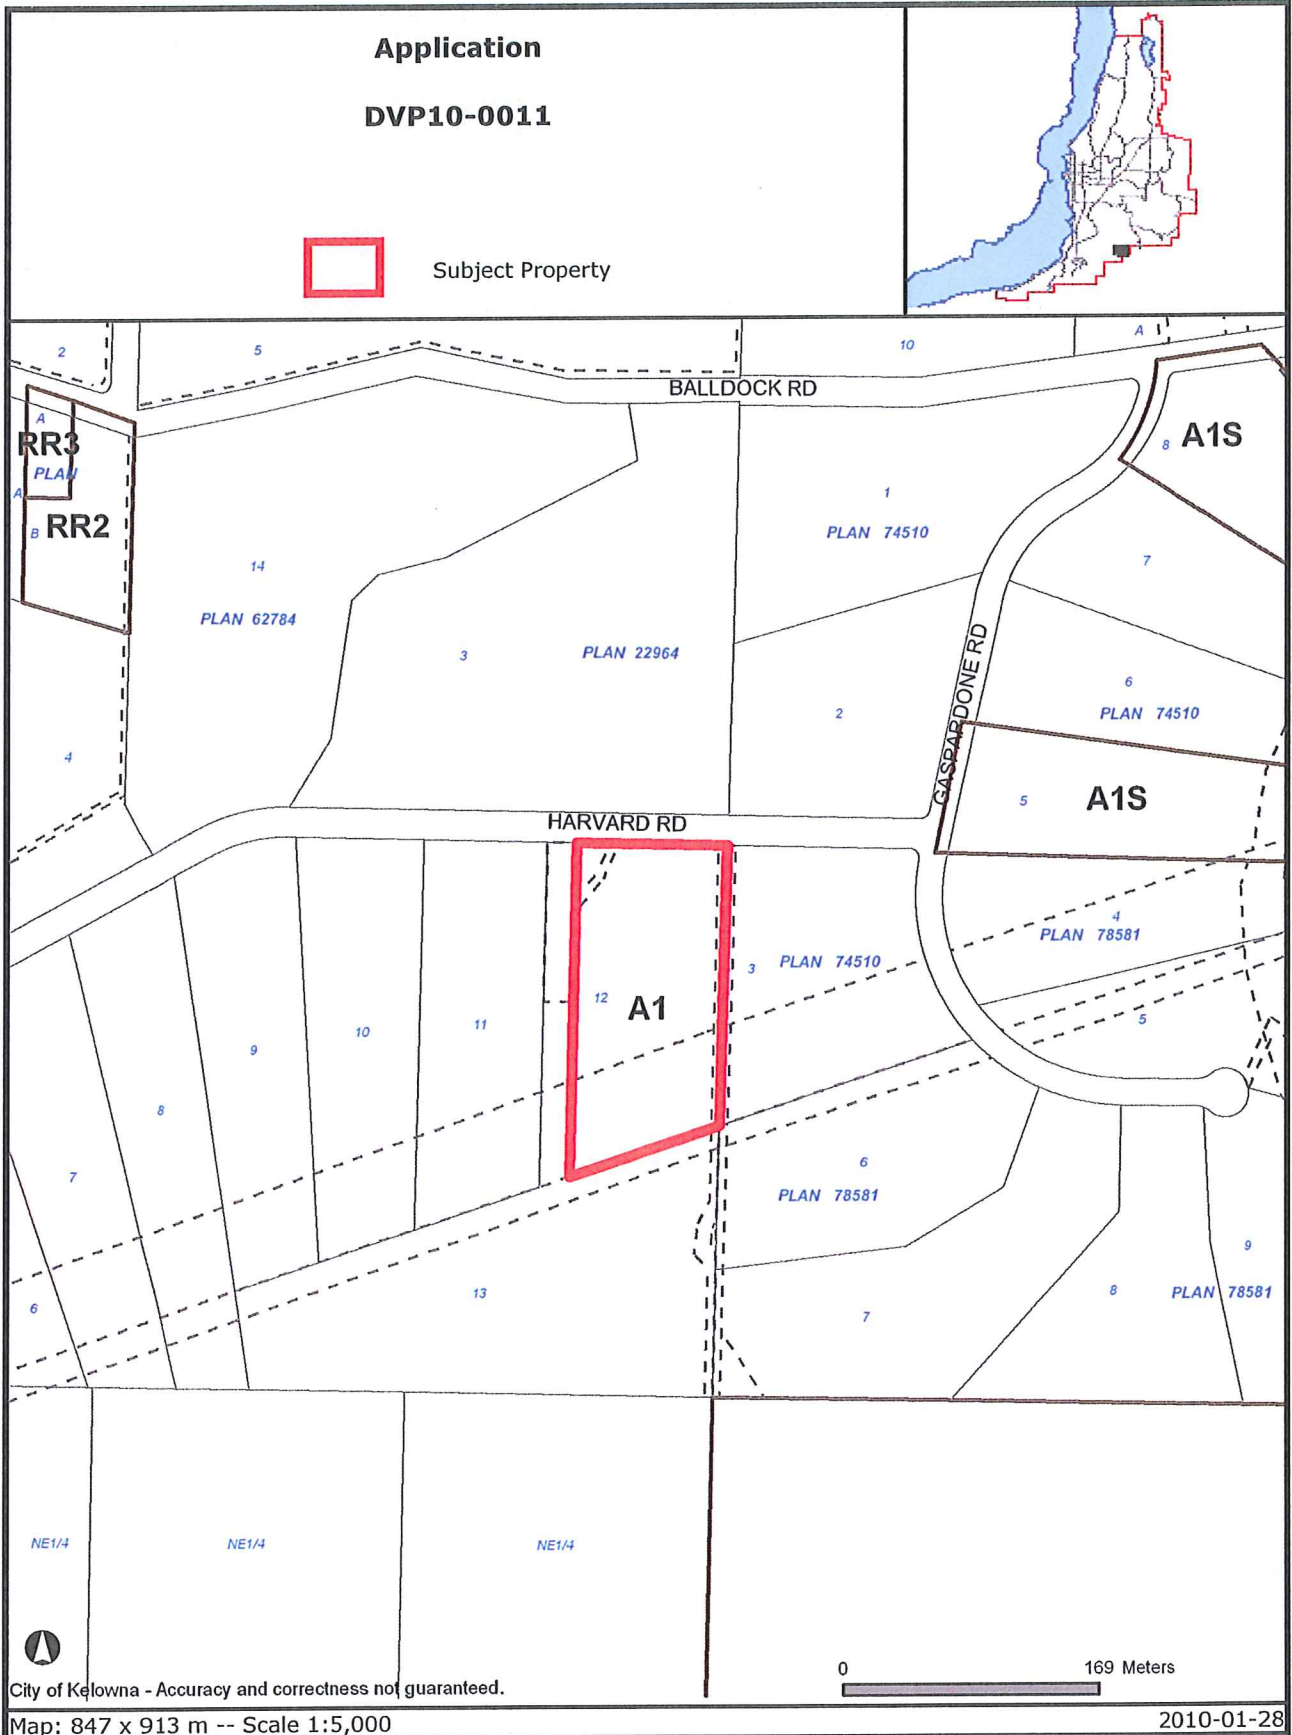 Application
DVP10-0011
Subject Property
2
5
10
A
BALLDOCK RD
A
RR3
PLAN
A
B
RR2
8
A1S
1
PLAN 74510
7
14
PLAN 62784
3
PLAN 22964
2
GASPARDONE RD
6
PLAN 74510
4
5
A1S
HARVARD RD
4
PLAN 78581
3
PLAN 74510
12
A1
11
10
9
8
7
6
5
6
PLAN 78581
13
7
8
9
PLAN 78581
NE1/4
NE1/4
NE1/4
0
169 Meters
City of Kelowna - Accuracy and correctness not guaranteed.
Map: 847 x 913 m -- Scale 1:5,000
2010-01-28